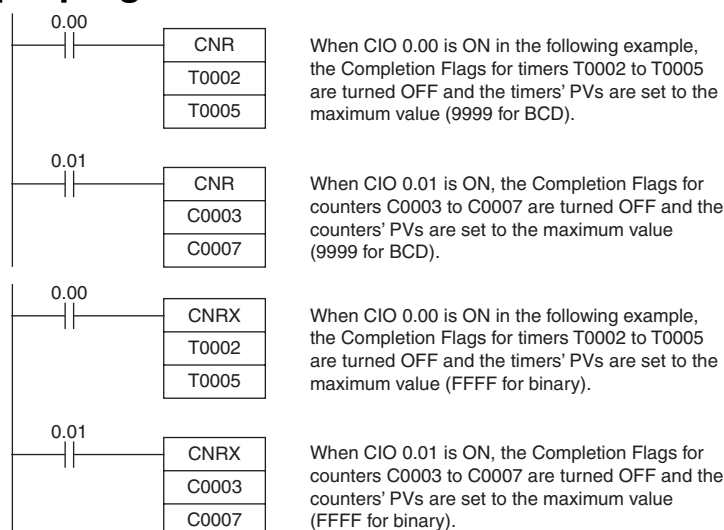 0.00
CNR
T0002
T0005
When CIO 0.00 is ON in the following example,
the Completion Flags for timers T0002 to T0005
are turned OFF and the timers' PVs are set to the
maximum value (9999 for BCD).
0.01
CNR
C0003
C0007
When CIO 0.01 is ON, the Completion Flags for
counters C0003 to C0007 are turned OFF and the
counters' PVs are set to the maximum value
(9999 for BCD).
0.00
CNRX
T0002
T0005
When CIO 0.00 is ON in the following example,
the Completion Flags for timers T0002 to T0005
are turned OFF and the timers' PVs are set to the
maximum value (FFFF for binary).
0.01
CNRX
C0003
C0007
When CIO 0.01 is ON, the Completion Flags for
counters C0003 to C0007 are turned OFF and the
counters' PVs are set to the maximum value
(FFFF for binary).